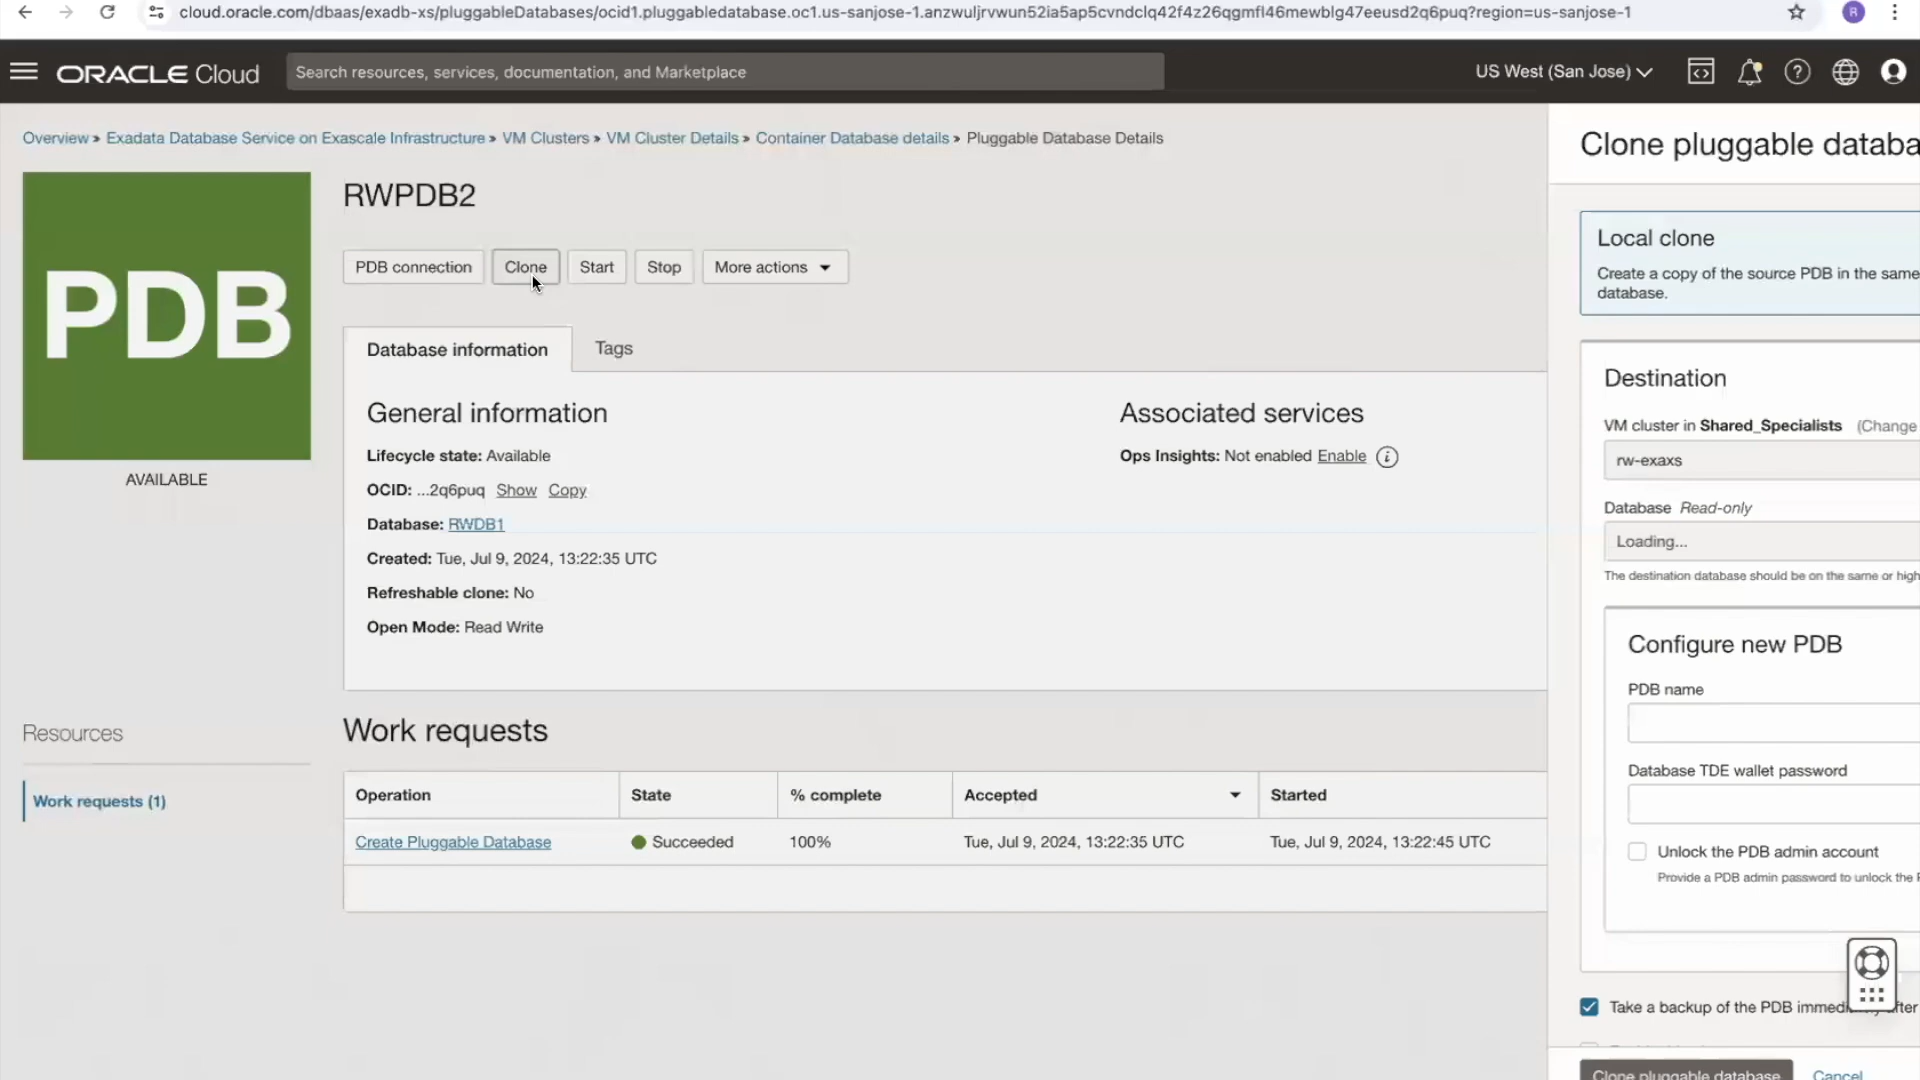 cloud.oracle.com/dbaas/exadb-xs/pluggableDatabases/ocid1.pluggabledatabase.oc1.us-sanjose-1.anzwuljrvwun52ia5ap5cvndclq42f4z26qgmfl46mewblg47eeusd2q6puq?region=us-sanjose-1
R
ORACLE Cloud
Search resources, services, documentation, and Marketplace
US West (San Jose)
Overview » Exadata Database Service on Exascale Infrastructure » VM Clusters » VM Cluster Details » Container Database details » Pluggable Database Details
PDB
AVAILABLE
RWPDB2
PDB connection
Clone
Start
Stop
More actions
Database information
Tags
General information
Lifecycle state: Available
OCID: ...2q6puq Show Copy
Database: RWDB1
Created: Tue, Jul 9, 2024, 13:22:35 UTC
Refreshable clone: No
Open Mode: Read Write
Associated services
Ops Insights: Not enabled Enable
Resources
Work requests (1)
Work requests
Operation State % complete Accepted Started
Create Pluggable Database Succeeded 100% Tue, Jul 9, 2024, 13:22:35 UTC Tue, Jul 9, 2024, 13:22:45 UTC
Clone pluggable databa
Local clone
Create a copy of the source PDB in the same
database.
Destination
VM cluster in Shared_Specialists (Change
rw-exaxs
Database Read-only
Loading...
The destination database should be on the same or high
Configure new PDB
PDB name
Database TDE wallet password
Unlock the PDB admin account
Provide a PDB admin password to unlock the
Take a backup of the PDB after
Clone pluggable database
Cancel